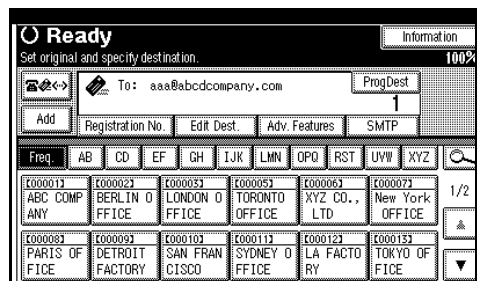 Ready
Information
Set original and specify destination.
100%
To: aaa@abcdcompany.com
ProgDest
1
Add
Registration No.
Edit Dest.
Adv. Features
SMTP
Freq. AB CD EF GH IJK LMN OPQ RST UVW XYZ
[00001] [00002] [00003] [00005] [00006] [00007]
ABC COMP BERLIN O LONDON O TORONTO XYZ CO., New York
ANY FFICE FFICE OFFICE LTD OFFICE
1/2
[00008] [00009] [00010] [00011] [00012] [00013]
PARIS OF DETROIT SAN FRAN SYDNEY O LA FACTO TOKYO OF
FICE FACTORY CISCO FFICE RY FICE